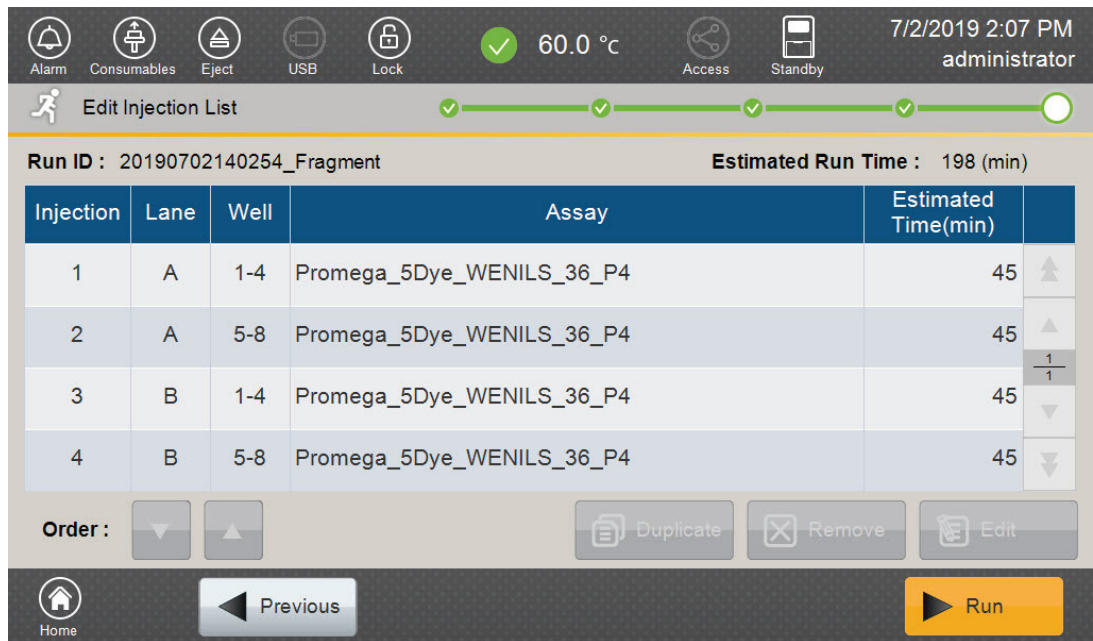 7/2/2019 2:07 PM
60.0 °c
administrator
Alarm Consumables Eject USB Lock Access Standby
Edit Injection List
Run ID : 20190702140254_Fragment Estimated Run Time : 198 (min)
Injection Lane Well Assay Estimated
Time(min)
1 A 1-4 Promega_5Dye_WENILS_36_P4 45
2 A 5-8 Promega_5Dye_WENILS_36_P4 45
1
1
3 B 1-4 Promega_5Dye_WENILS_36_P4 45
4 B 5-8 Promega_5Dye_WENILS_36_P4 45
Order : Duplicate Remove Edit
Previous Run
Home